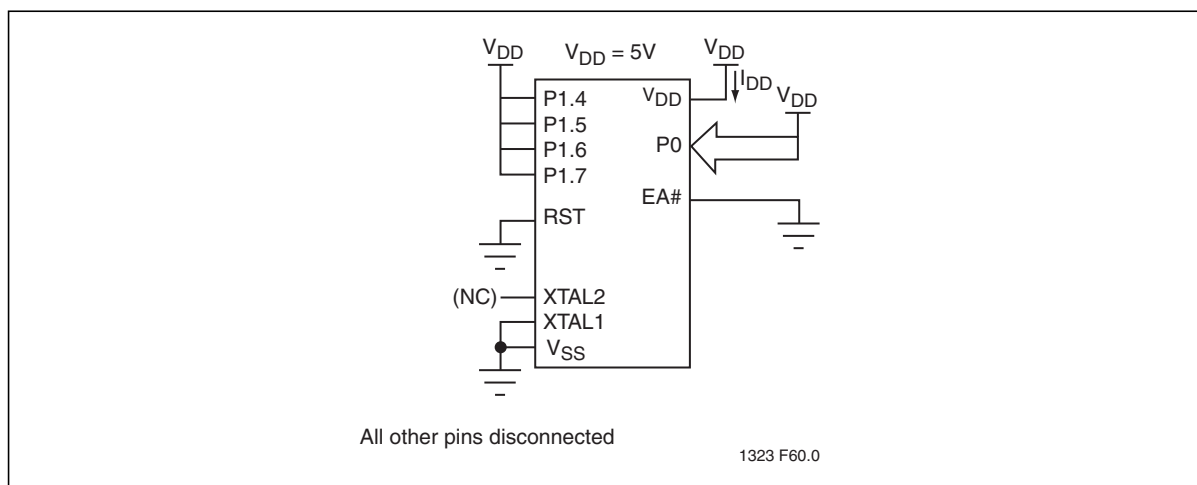 VDD
VDD = 5V
VDD
IDD
VDD
P1.4
P1.5
P1.6
P1.7
RST
(NC)
XTAL2
XTAL1
VSS
VDD
P0
EA#
All other pins disconnected
1323 F60.0